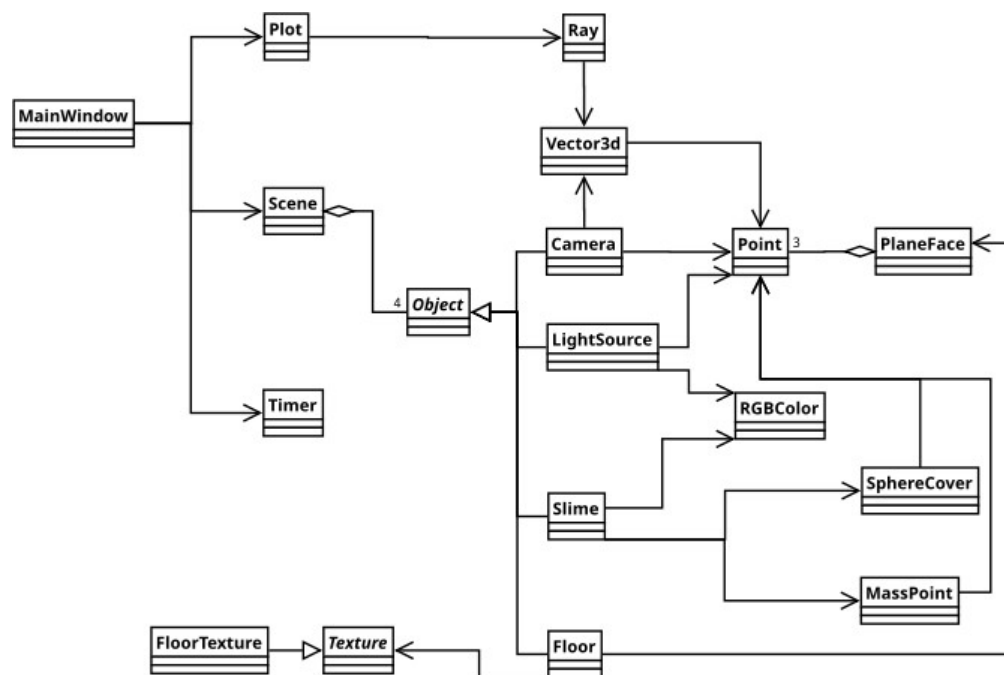 Plot
Ray
MainWindow
Vector3d
Scene
Camera
Point
3
PlaneFace
4
Object
LightSource
Timer
RGBColor
SphereCover
Slime
MassPoint
FloorTexture
Texture
Floor